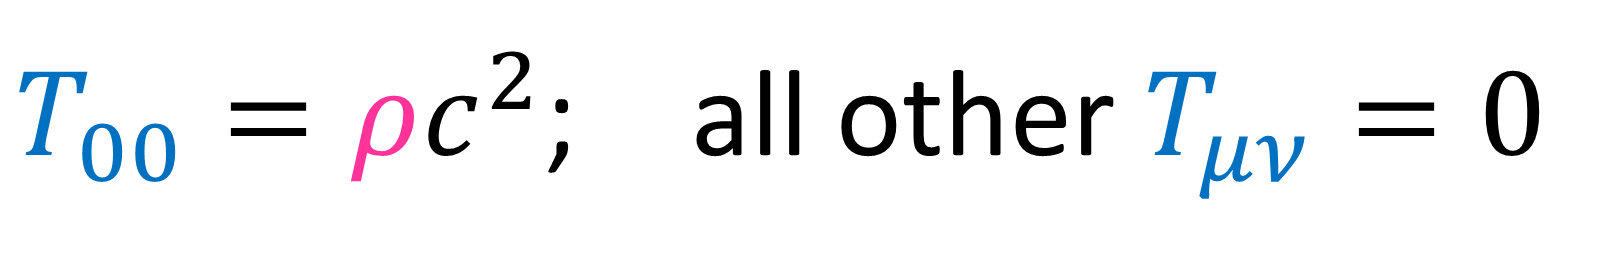 T₀₀ = ρc²; all other Tμν = 0